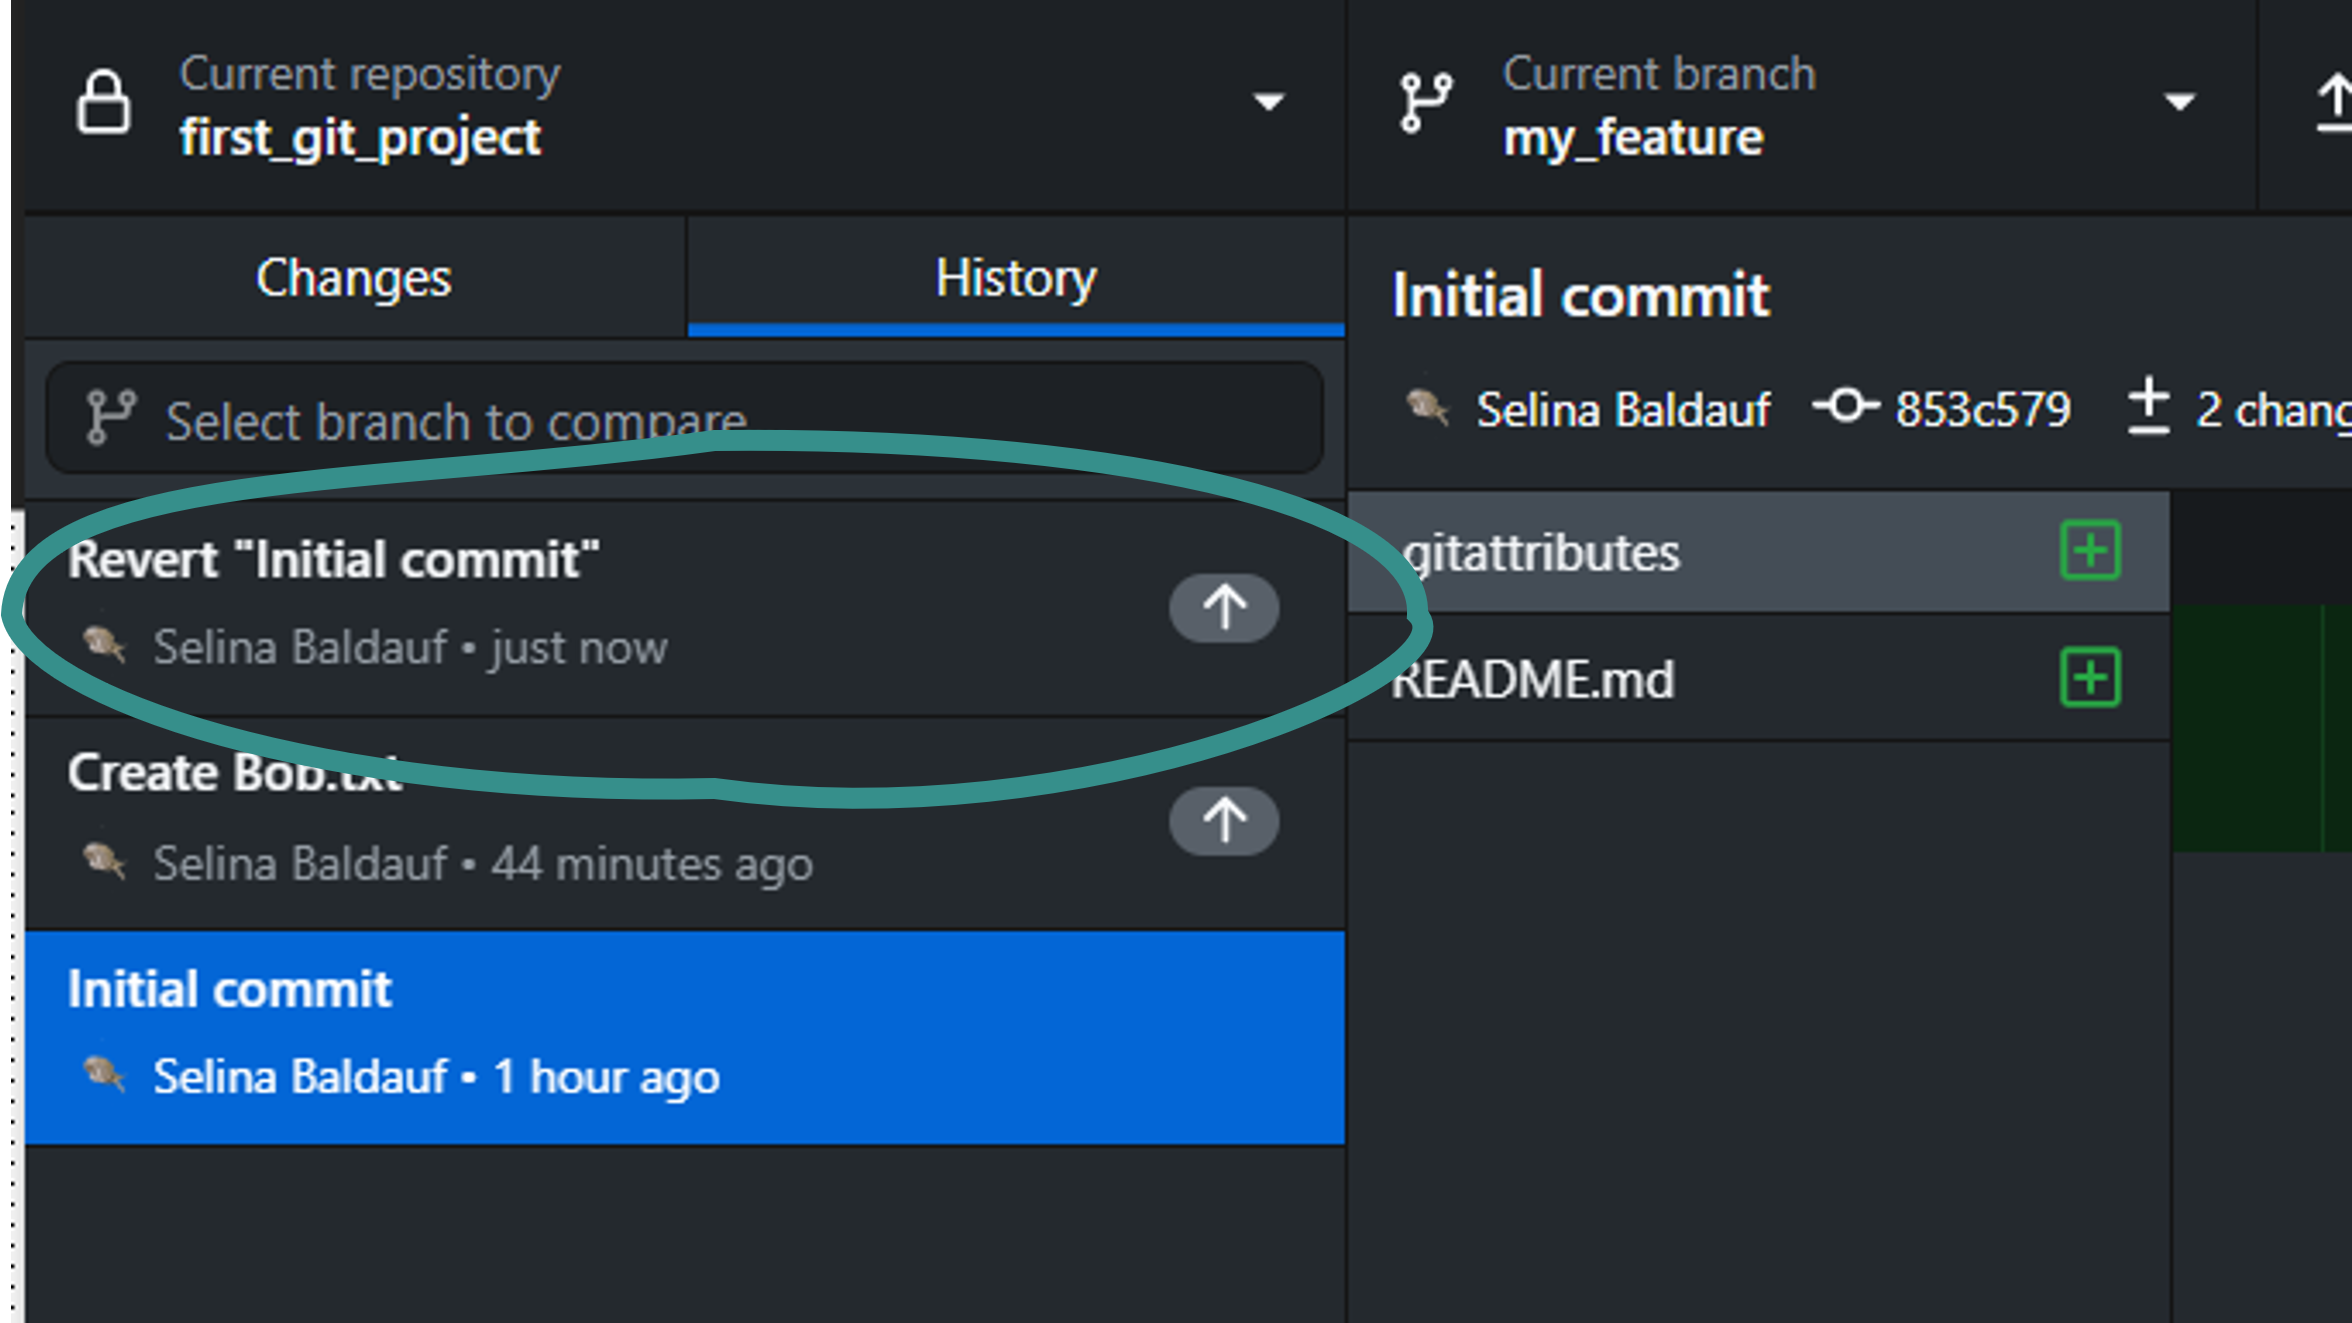 Current repository
first_git_project
Current branch
my_feature
Changes
History
Select branch to compare
Revert "Initial commit"
Selina Baldauf • just now
Create Bob.txt
Selina Baldauf • 44 minutes ago
Initial commit
Selina Baldauf • 1 hour ago
Initial commit
Selina Baldauf 853c579 2
gitattributes
README.md